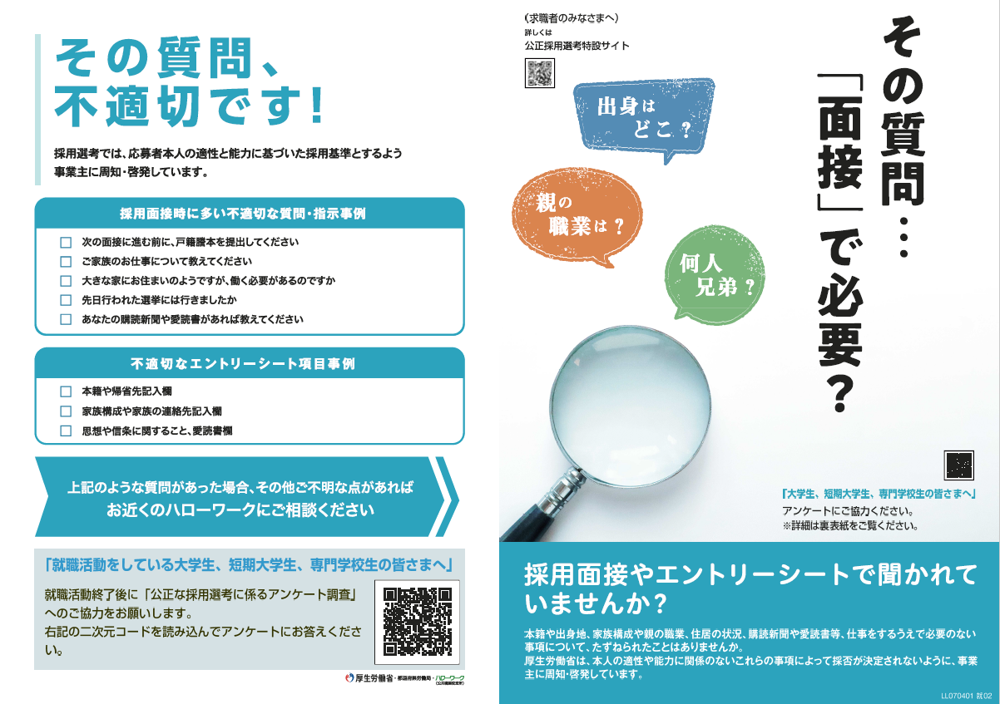 その質問、
不適切です！
採用選考では、応募者本人の適性と能力に基づいた採用基準とするよう
事業主に周知・啓発しています。
採用面接時に多い不適切な質問・指示事例
次の面接に進む前に、戸籍謄本を提出してください
ご家族のお仕事について教えてください
大きな家にお住まいのようですが、働く必要があるのですか
先日行われた選挙には行きましたか
あなたの購読新聞や愛読書があれば教えてください
不適切なエントリーシート項目事例
本籍や帰省先記入欄
家族構成や家族の連絡先記入欄
思想や信条に関すること、愛読書欄
上記のような質問があった場合、その他ご不明な点があれば
お近くのハローワークにご相談ください
「就職活動をしている大学生、短期大学生、専門学校生の皆さまへ」
就職活動終了後に「公正な採用選考に係るアンケート調査」
へのご協力をお願いします。
右記の二次元コードを読み込んでアンケートにお答えくださ
い。
厚生労働省・都道府県労働局・ハローワーク
(公共職業安定所)
(求職者のみなさまへ)
詳しくは
公正採用選考特設サイト
その質問…
「面接」で必要？
出身は
どこ？
親の
職業は？
何人
兄弟？
『大学生、短期大学生、専門学校生の皆さまへ』
アンケートにご協力ください。
※詳細は裏表紙をご覧ください。
採用面接やエントリーシートで聞かれて
いませんか？
本籍や出身地、家族構成や親の職業、住居の状況、購読新聞や愛読書等、仕事をするうえで必要のない
事項について、たずねられたことはありませんか。
厚生労働省は、本人の適性や能力に関係のないこれらの事項によって採否が決定されないように、事業
主に周知・啓発しています。
LL070401 就02